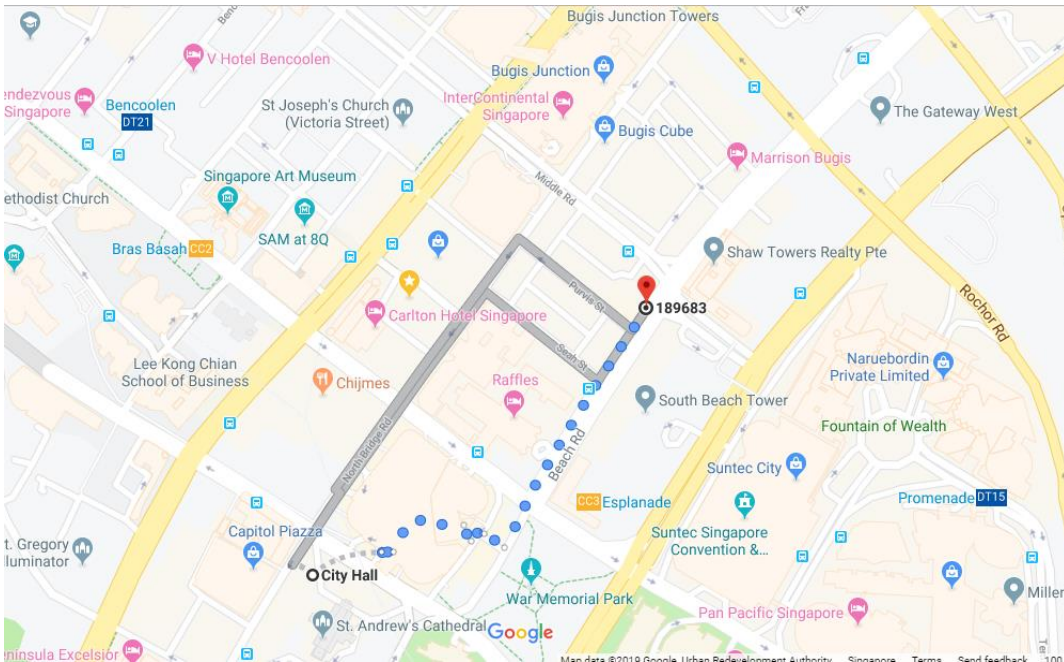 Bugis Junction Towers
V Hotel Bencoolen
Bugis Junction
endezvous
Singapore
Bencoolen
DT21
St Joseph's Church
(Victoria Street)
InterContinental
Singapore
The Gateway West
Bugis Cube
Marrison Bugis
Singapore Art Museum
Middle Rd
ethodist Church
SAM at 8Q
Bras Basah CC2
Shaw Towers Realty Pte
Purvis St
189683
Rochor Rd
Carlton Hotel Singapore
Lee Kong Chian
School of Business
Seah St
Naruebordin
Private Limited
Chijmes
Raffles
South Beach Tower
North Bridge Rd
Beach Rd
Fountain of Wealth
Suntec City
CC3 Esplanade
Promenade DT15
Capitol Piazza
Suntec Singapore
Convention &...
t. Gregory
lluminator
City Hall
War Memorial Park
Miller
Pan Pacific Singapore
St. Andrew's Cathedral
Google
eninsula Excelsior
Map data ©2019 Google, Urban Redevelopment Authority Singapore Terms Send feedback